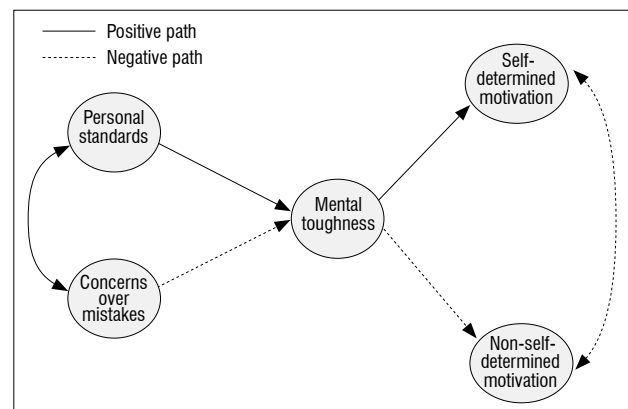 Positive path
Negative path
Self-
determined
motivation
Personal
standards
Mental
toughness
Concerns
over
mistakes
Non-self-
determined
motivation